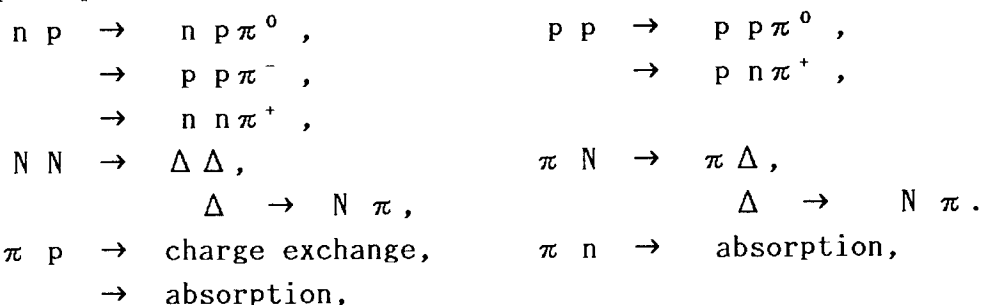 n p → n p π⁰ , p p → p p π⁰ ,
→ p p π⁻ , → p n π⁺ ,
→ n n π⁺ ,
N N → Δ Δ , π N → π Δ ,
Δ → N π , Δ → N π .
π p → charge exchange, π n → absorption,
→ absorption,